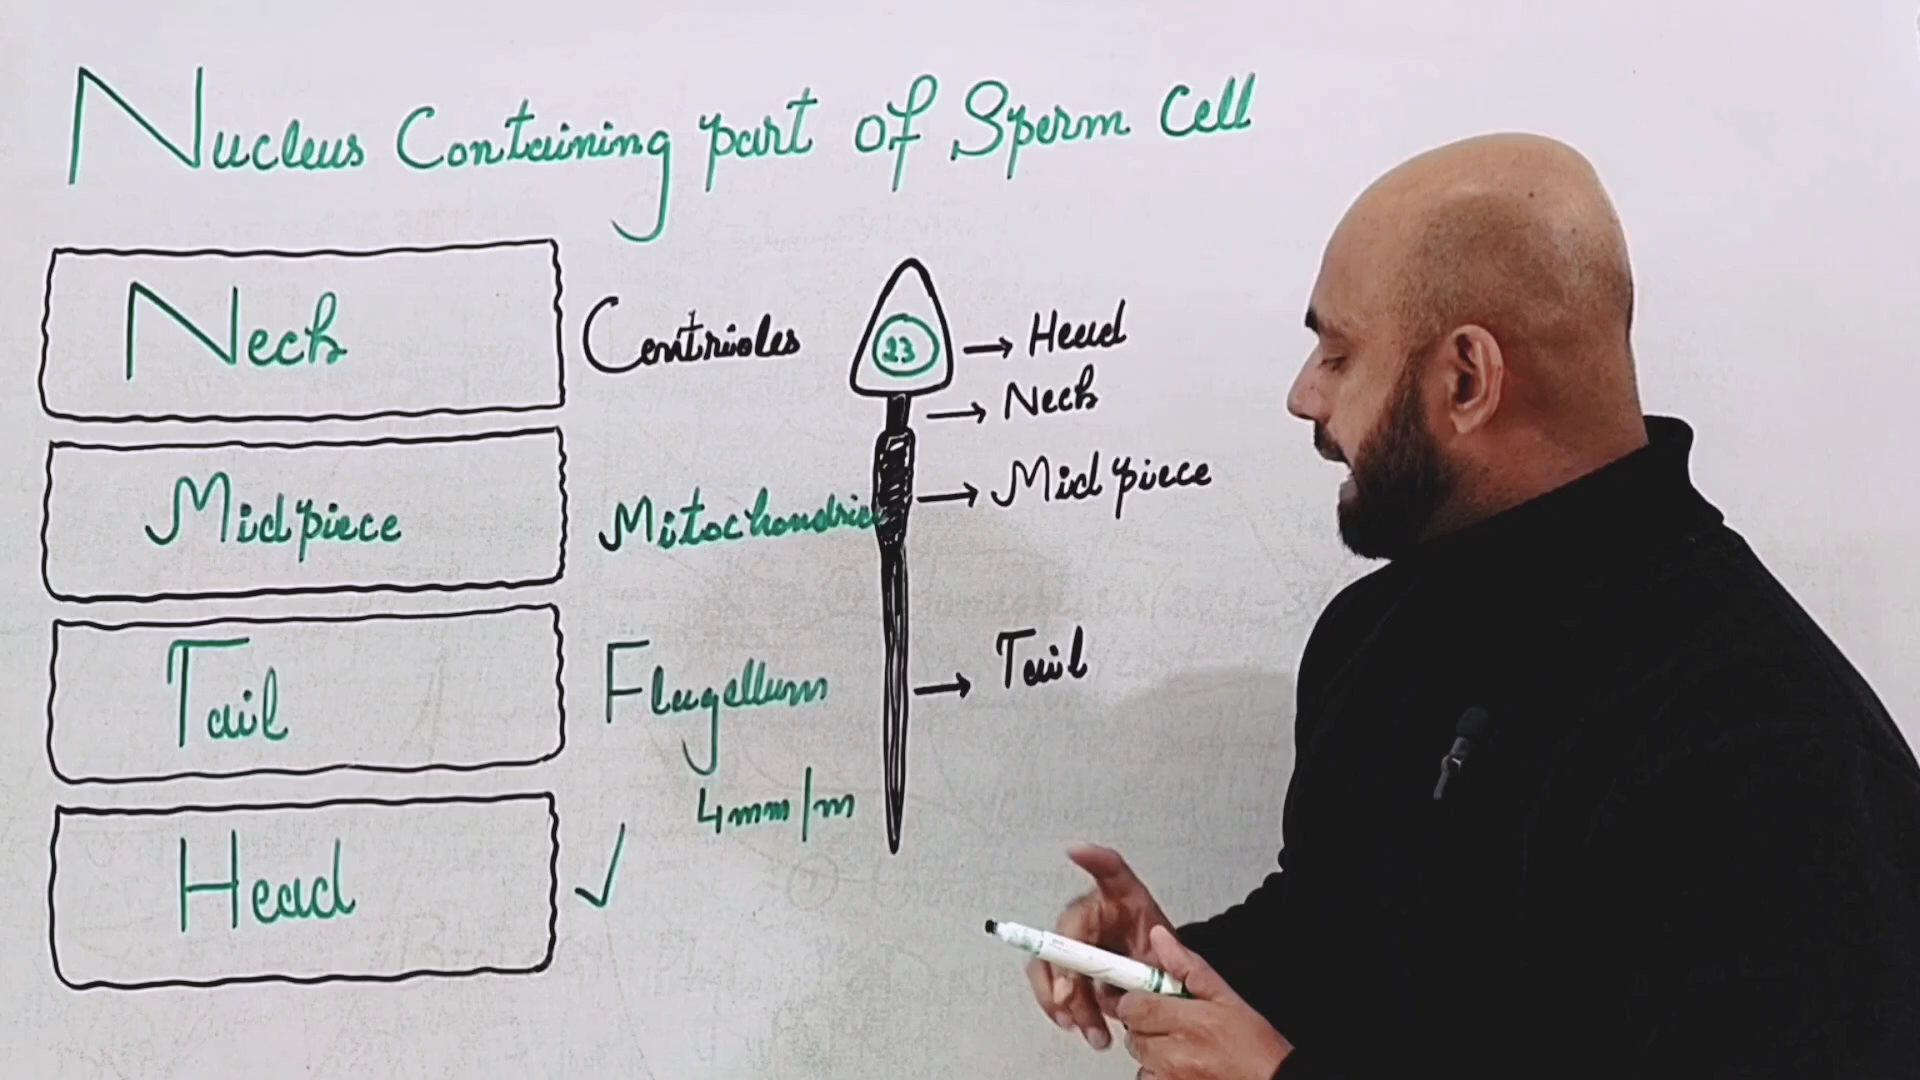 Nucleus Containing part of Sperm Cell
Neck
Centrioles
23
Head
Neck
Midpiece
Mitochondria
Midpiece
Tail
Flagellum
4mm/m
Tail
Head